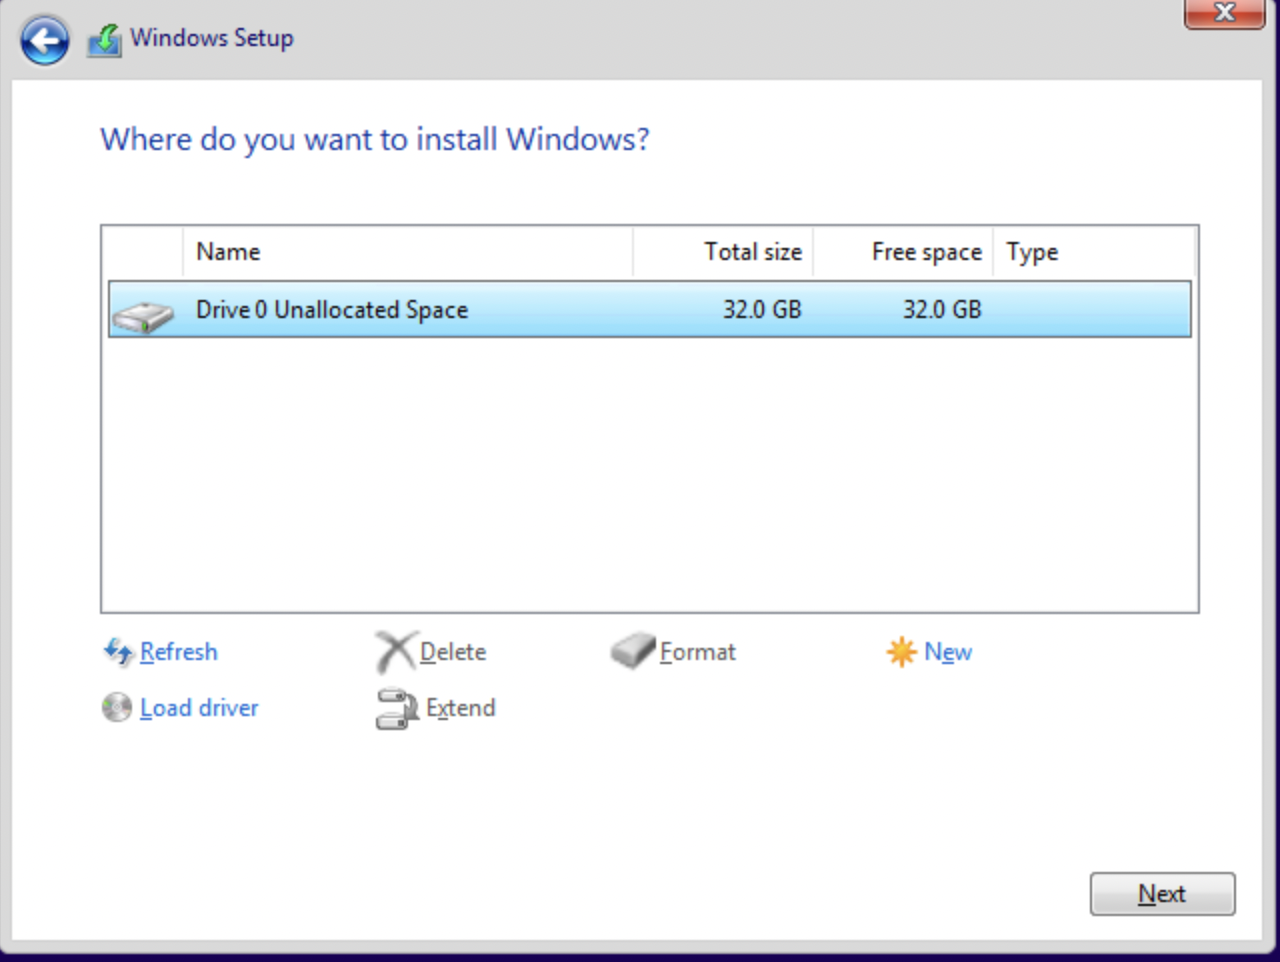 Windows Setup
Where do you want to install Windows?
Name Total size Free space Type
Drive 0 Unallocated Space 32.0 GB 32.0 GB
Refresh Delete Format New
Load driver Extend
Next